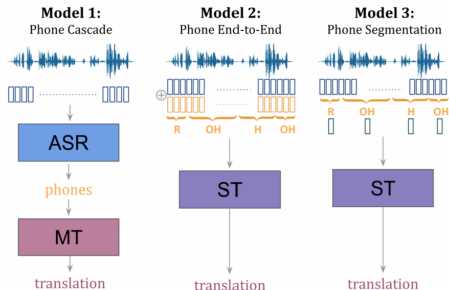 Model 1:
Phone Cascade
ASR
phones
MT
translation
Model 2:
Phone End-to-End
R OH H OH
ST
translation
Model 3:
Phone Segmentation
R OH H OH
ST
translation